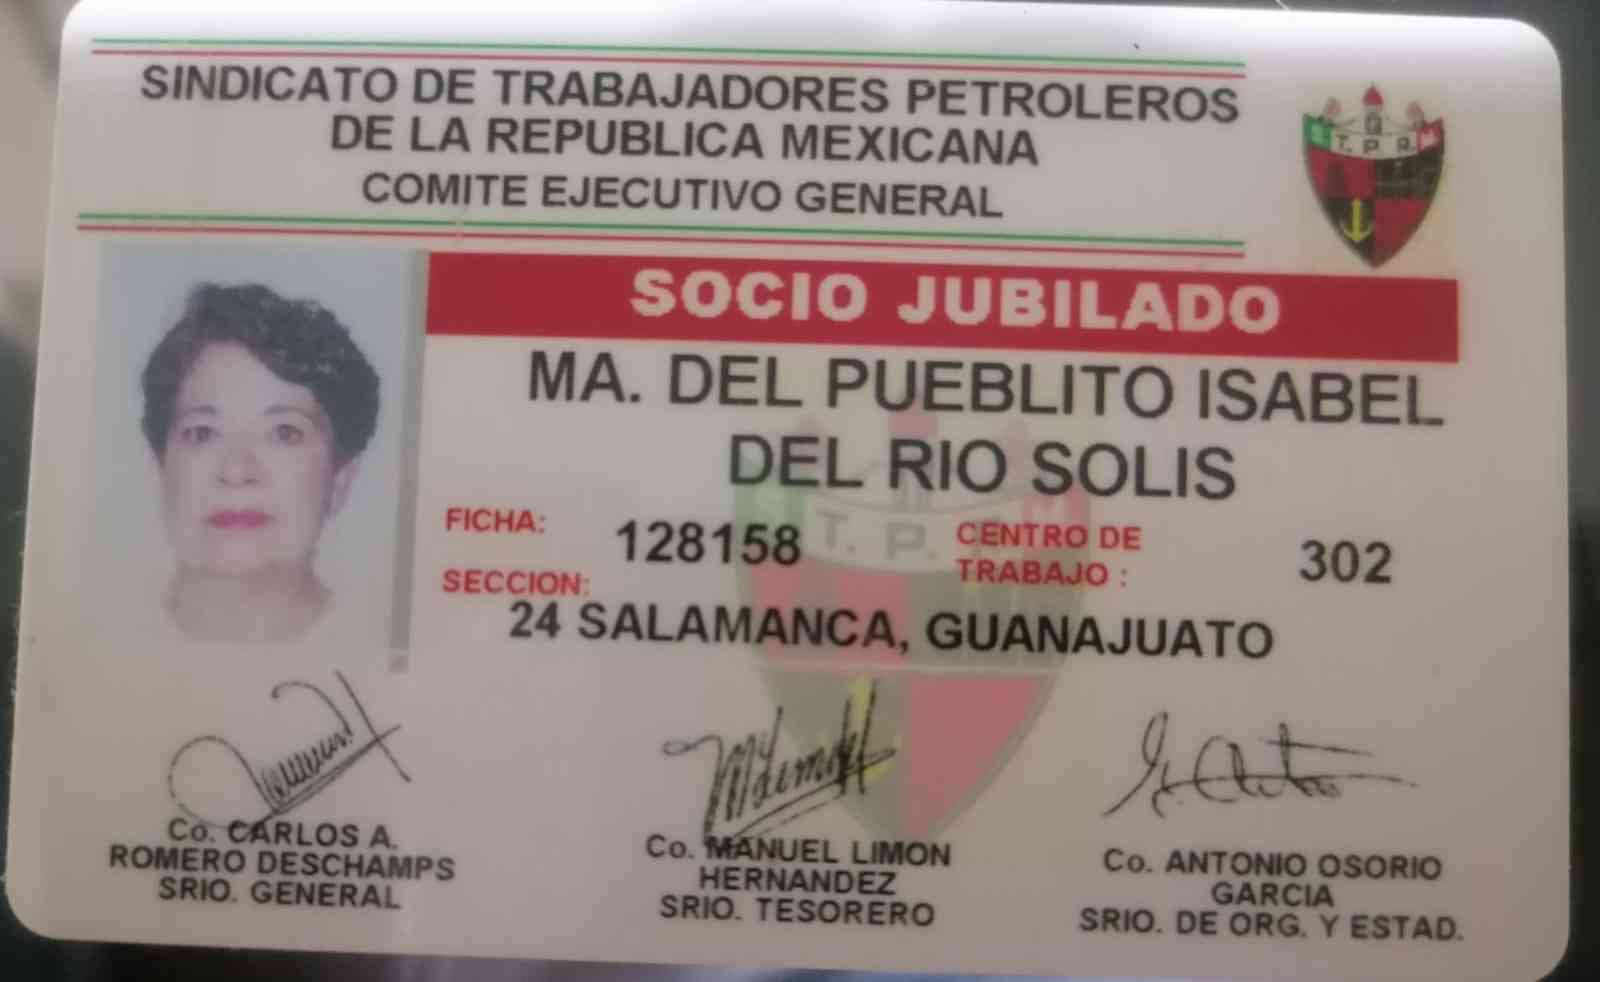 SINDICATO DE TRABAJADORES PETROLEROS
DE LA REPUBLICA MEXICANA
COMITE EJECUTIVO GENERAL
S T. P. R. M
SOCIO JUBILADO
MA. DEL PUEBLITO ISABEL
DEL RIO SOLIS
FICHA: 128158
CENTRO DE
TRABAJO : 302
SECCION:
24 SALAMANCA, GUANAJUATO
T. P.
Co. CARLOS A.
ROMERO DESCHAMPS
SRIO. GENERAL
Co. MANUEL LIMON
HERNANDEZ
SRIO. TESORERO
Co. ANTONIO OSORIO
GARCIA
SRIO. DE ORG. Y ESTAD.